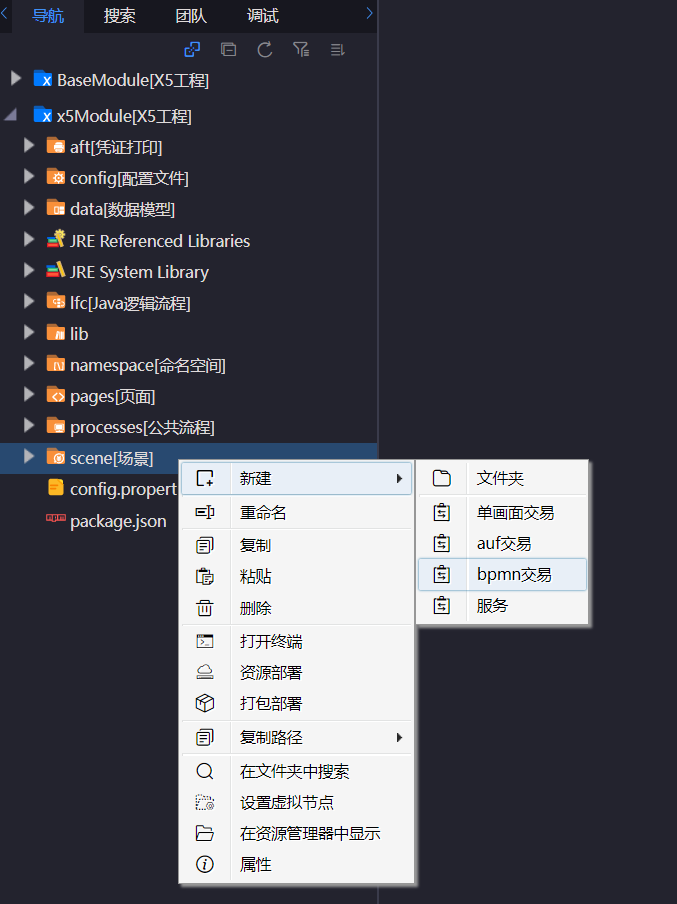 导航 搜索 团队 调试
BaseModule[X5工程]
x5Module[X5工程]
aft[凭证打印]
config[配置文件]
data[数据模型]
JRE Referenced Libraries
JRE System Library
lfc[Java逻辑流程]
lib
namespace[命名空间]
pages[页面]
processes[公共流程]
scene[场景]
config.propert
package.json
新建
重命名
复制
粘贴
删除
打开终端
资源部署
打包部署
复制路径
在文件夹中搜索
设置虚拟节点
在资源管理器中显示
属性
文件夹
单画面交易
auf交易
bpmn交易
服务